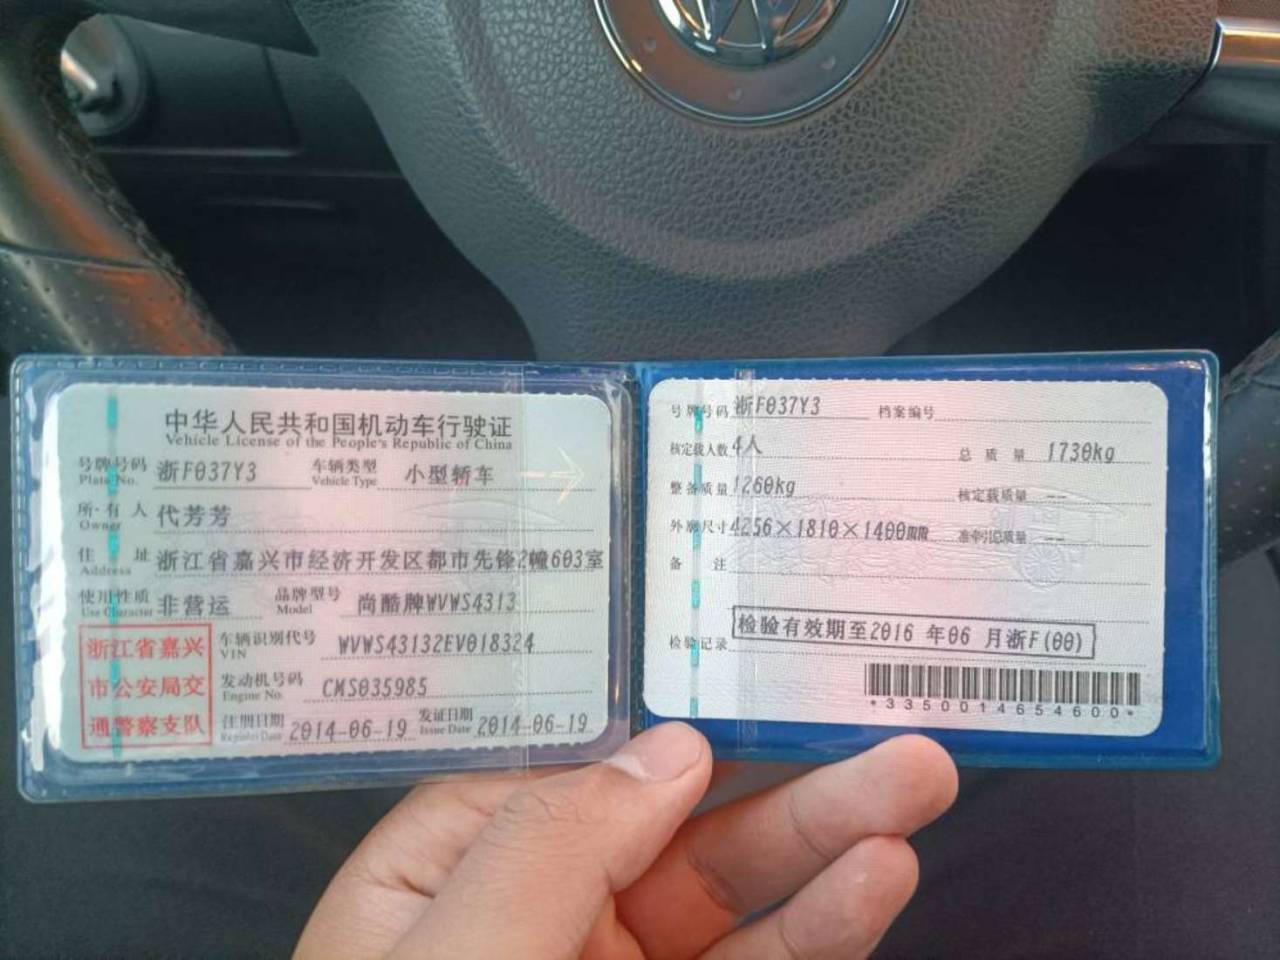 中华人民共和国机动车行驶证
Vehicle License of the People's Republic of China
号牌号码 浙F037Y3 车辆类型 小型轿车
Plate No. Vehicle Type
所有人 代芳芳
Owner
住址 浙江省嘉兴市经济开发区都市先锋2幢603室
Address
使用性质 非营运 品牌型号 尚酷牌WVWS4313
Use Character Model
浙江省嘉兴
市公安局交
通警察支队
车辆识别代号 WVWS43132EV018324
VIN
发动机号码 CMS035985
Engine No.
注册日期 2014-06-19 发证日期 2014-06-19
Register Date Issue Date
号牌号码 浙F037Y3 档案编号
核定载人数 4人 总质量 1730kg
整备质量 1260kg 核定载质量 --
外廓尺寸 4256×1810×1400mm 准牵引总质量 --
备注
检验记录 检验有效期至2016 年06 月浙F(00)
*3350014654600*